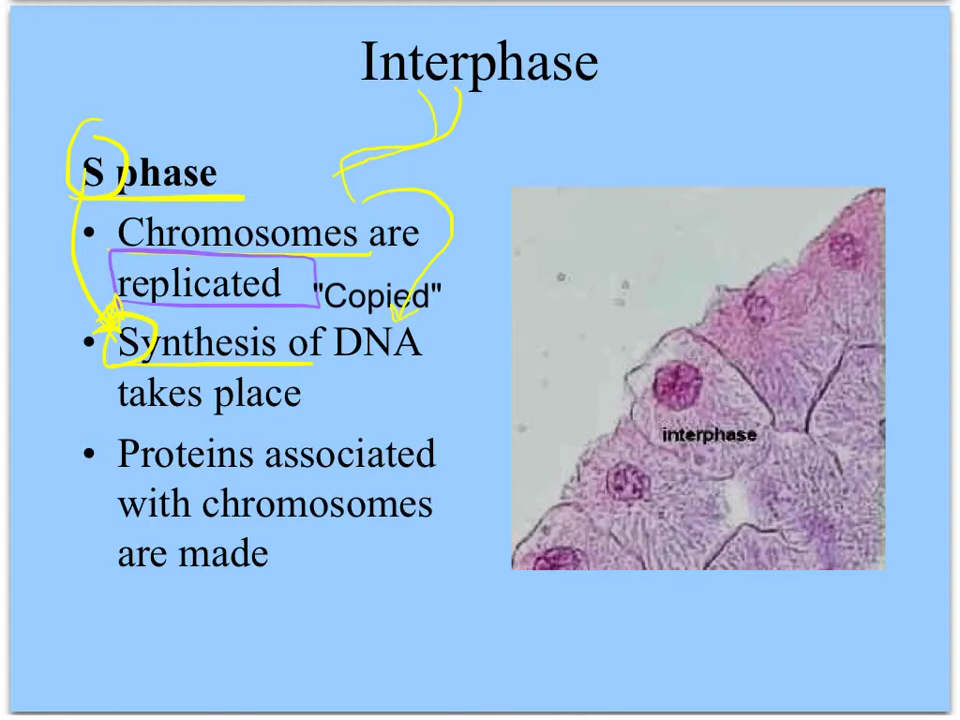 Interphase
S phase
• Chromosomes are
replicated "Copied"
• Synthesis of DNA
takes place
• Proteins associated
with chromosomes
are made
interphase